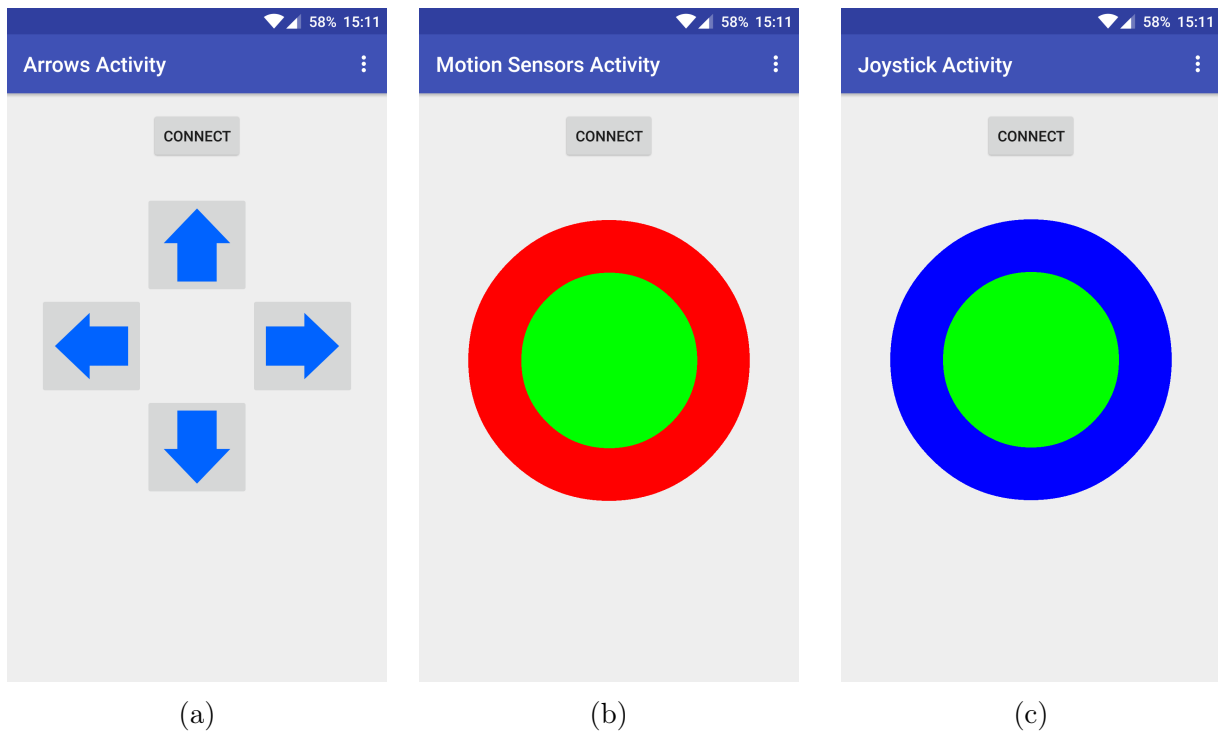 58% 15:11
Arrows Activity
CONNECT
(a)
58% 15:11
Motion Sensors Activity
CONNECT
(b)
58% 15:11
Joystick Activity
CONNECT
(c)